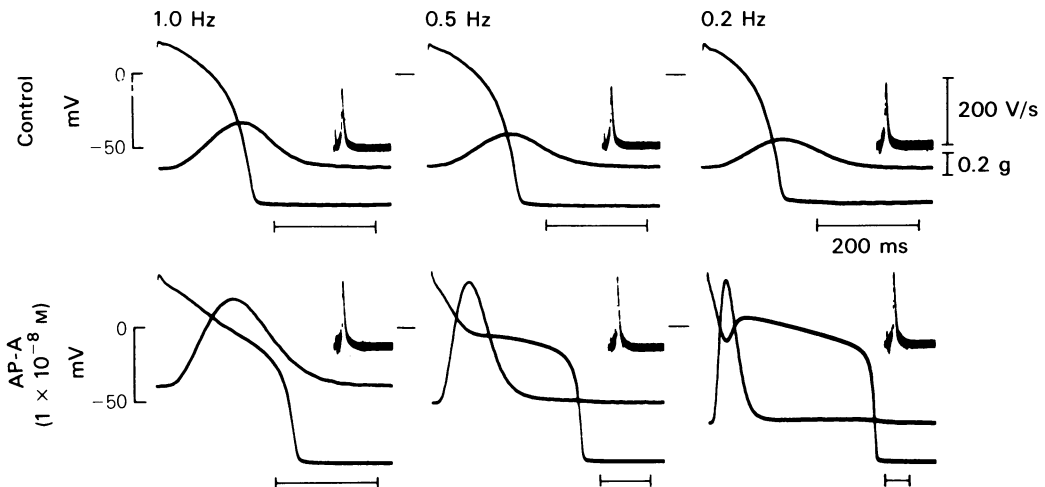 1.0 Hz
0.5 Hz
0.2 Hz
Control
mV
0
−50
200 V/s
0.2 g
200 ms
AP-A
(1 × 10⁻⁸ M)
mV
0
−50